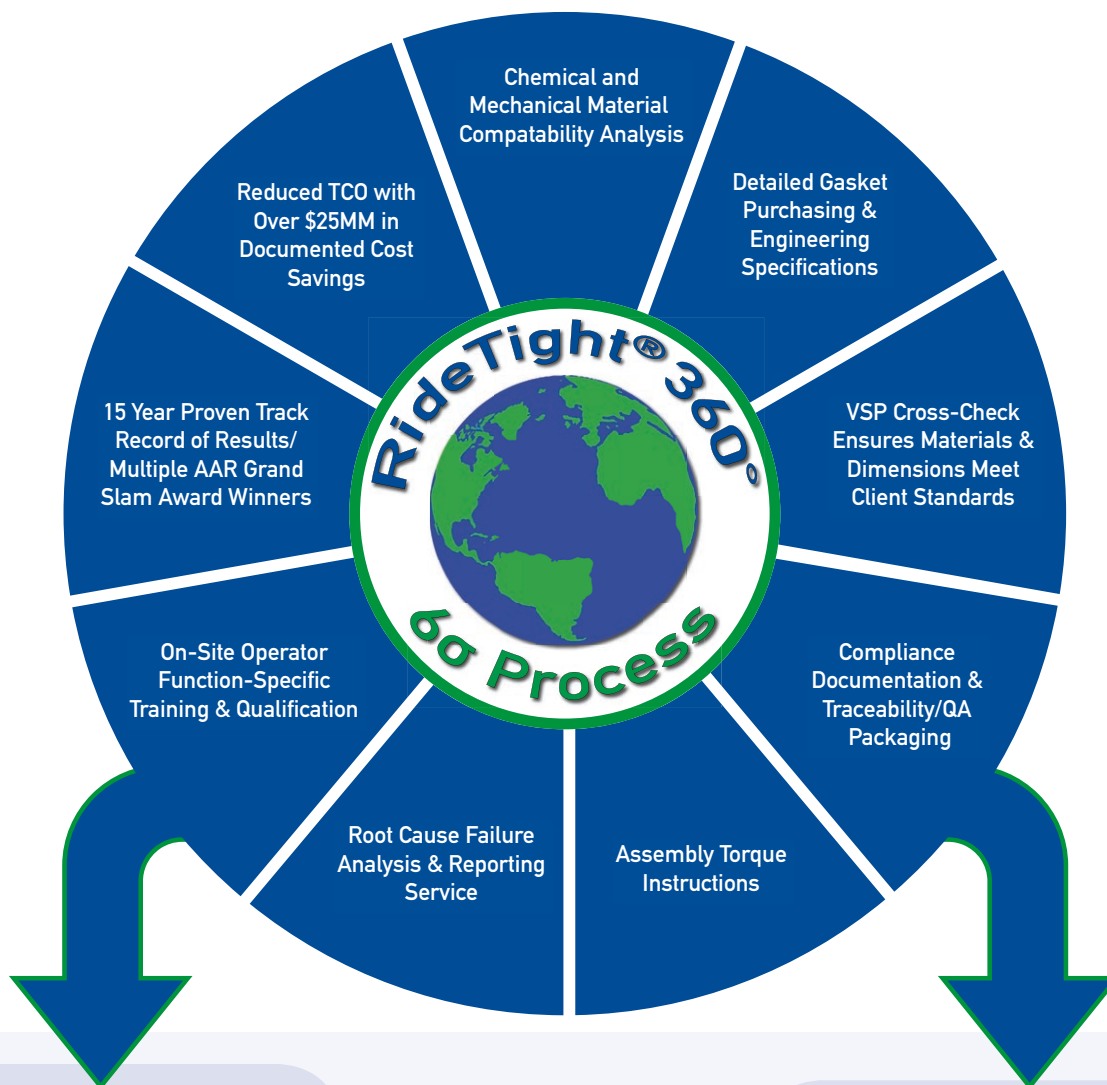 Chemical and
Mechanical Material
Compatability Analysis
Detailed Gasket
Purchasing &
Engineering
Specifications
VSP Cross-Check
Ensures Materials &
Dimensions Meet
Client Standards
Compliance
Documentation &
Traceability/QA
Packaging
Assembly Torque
Instructions
Root Cause Failure
Analysis & Reporting
Service
On-Site Operator
Function-Specific
Training & Qualification
15 Year Proven Track
Record of Results/
Multiple AAR Grand
Slam Award Winners
Reduced TCO with
Over $25MM in
Documented Cost
Savings
RideTight® 360°
6σ Process